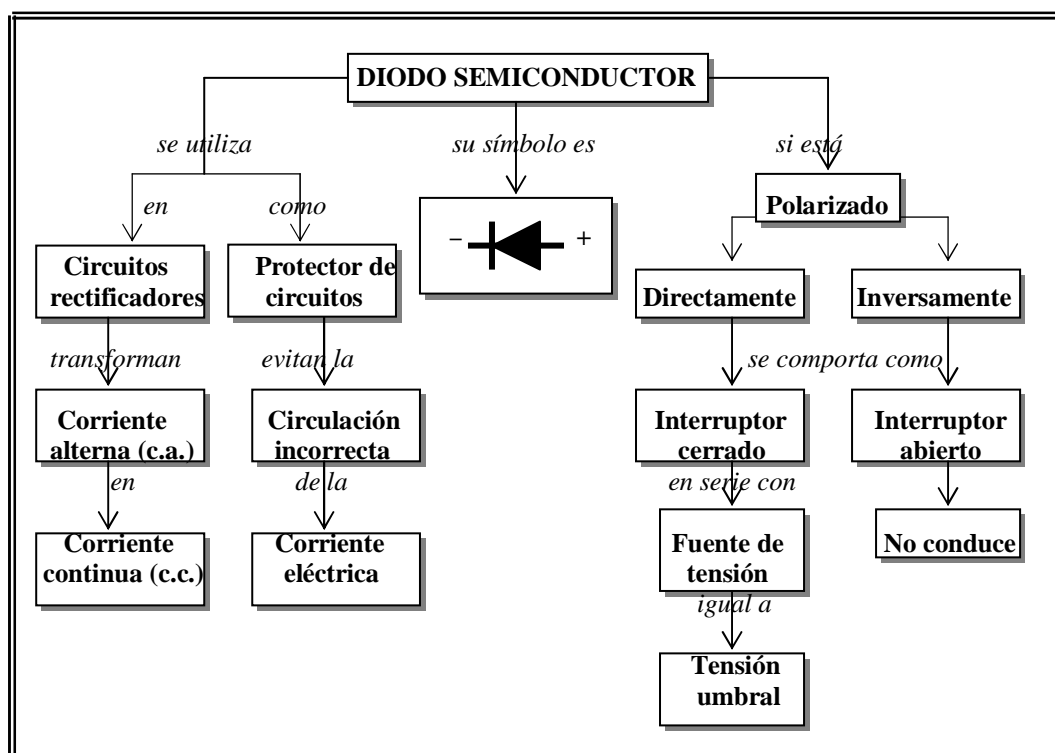 DIODO SEMICONDUCTOR
se utiliza
su símbolo es
si está
en
como
Polarizado
Circuitos
rectificadores
Protector de
circuitos
–
+
Directamente
Inversamente
transforman
evitan la
se comporta como
Corriente
alterna (c.a.)
Circulación
incorrecta
Interruptor
cerrado
Interruptor
abierto
en
de la
en serie con
Corriente
continua (c.c.)
Corriente
eléctrica
Fuente de
tensión
No conduce
igual a
Tensión
umbral